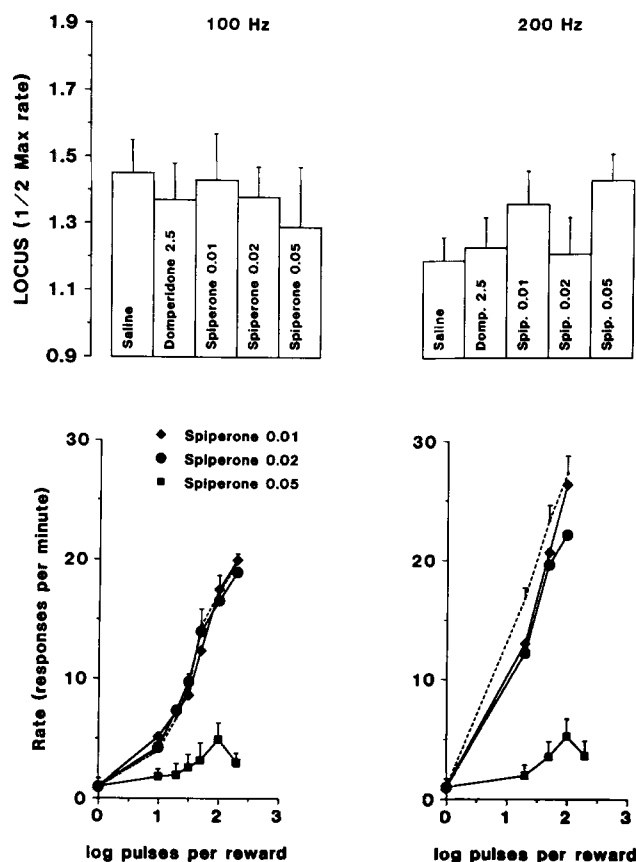 100 Hz
200 Hz
LOCUS (1/2 Max rate)
1.9
1.7
1.5
1.3
1.1
0.9
Saline
Domperidone 2.5
Spiperone 0.01
Spiperone 0.02
Spiperone 0.05
Saline
Domp. 2.5
Spip. 0.01
Spip. 0.02
Spip. 0.05
Spiperone 0.01
Spiperone 0.02
Spiperone 0.05
Rate (responses per minute)
30
20
10
0
0 1 2 3
log pulses per reward
30
20
10
0
0 1 2 3
log pulses per reward